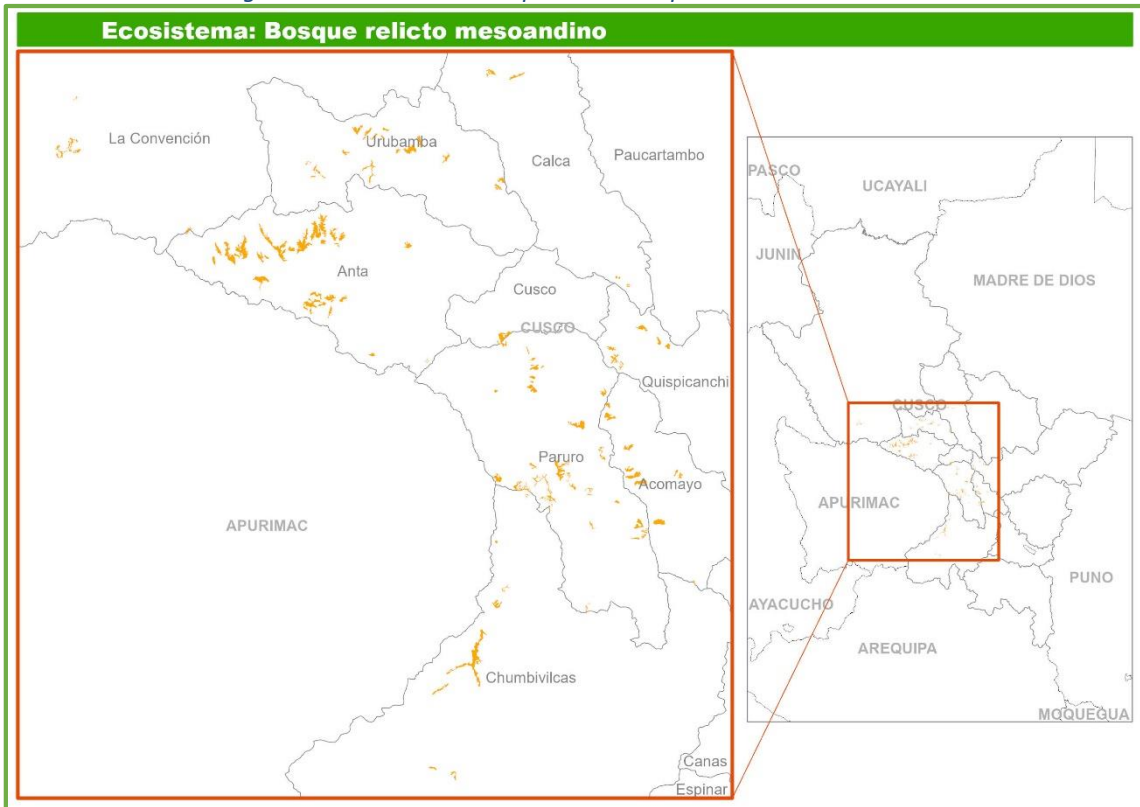 Ecosistema: Bosque relicto mesoandino
La Convención
Urubamba
Calca
Paucartambo
Anta
Cusco
CUSCO
Quispicanchi
Paruro
Acomayo
APURIMAC
Chumbivilcas
Canas
Espinar
PASCO
UCAYALI
JUNIN
MADRE DE DIOS
CUSCO
APURIMAC
PUNO
AYACUCHO
AREQUIPA
MOQUEGUA